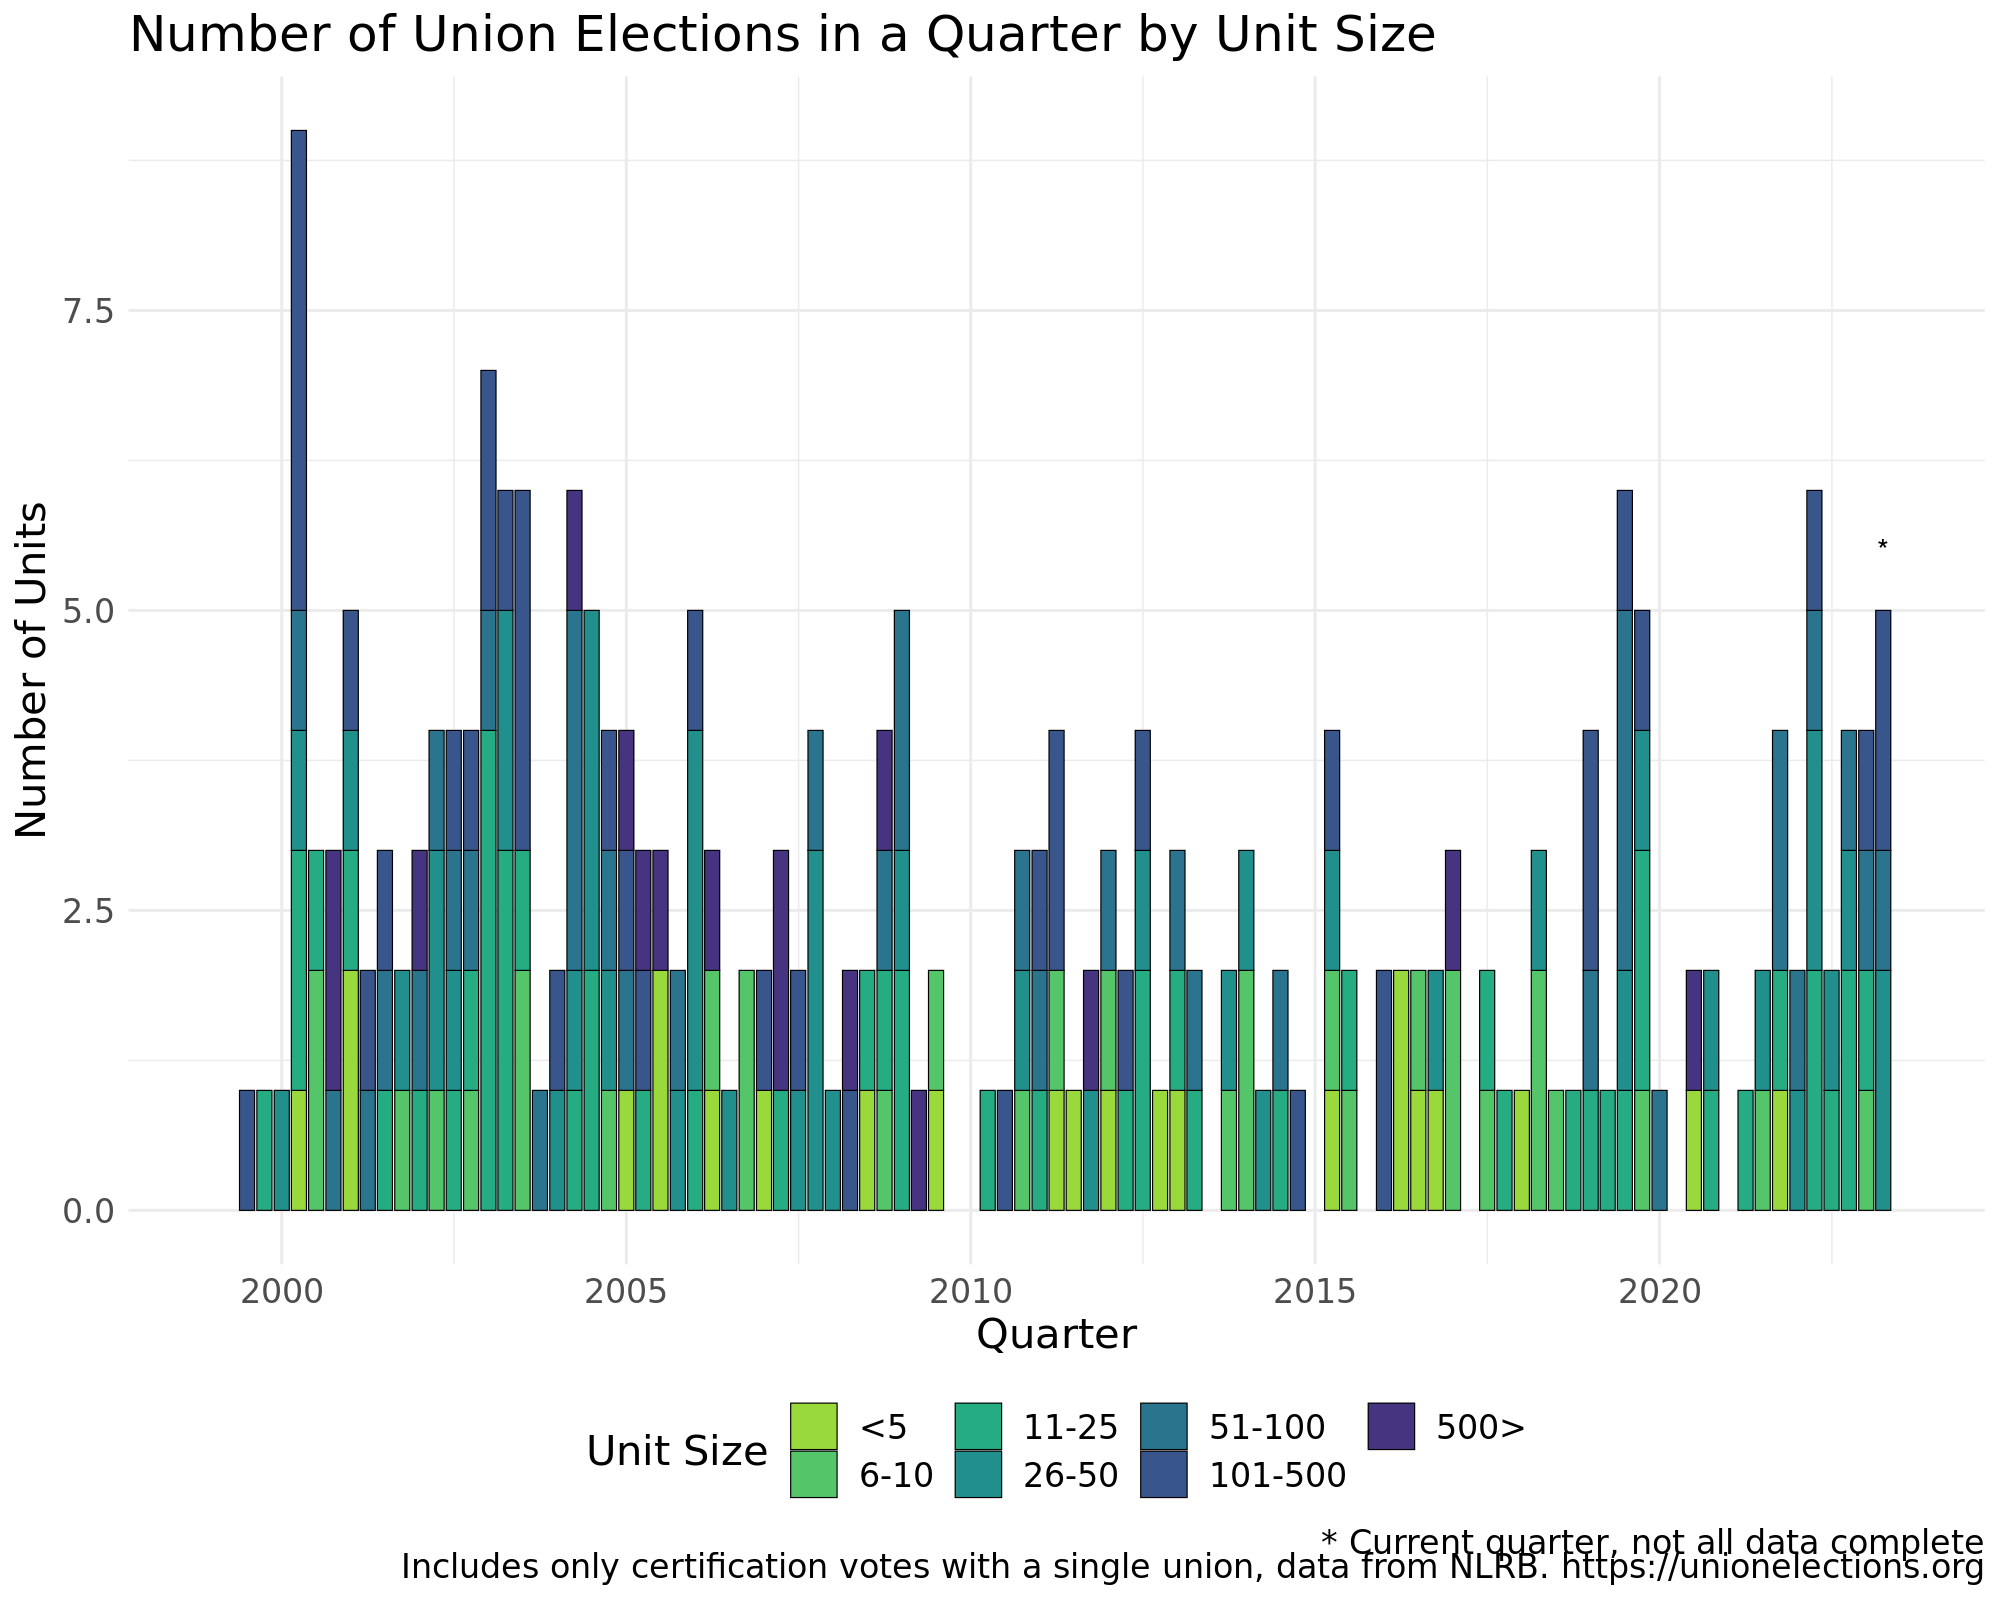 Number of Union Elections in a Quarter by Unit Size
Number of Units
7.5
5.0
2.5
0.0
*
2000 2005 2010 2015 2020
Quarter
Unit Size
<5 11-25 51-100 500>
6-10 26-50 101-500
* Current quarter, not all data complete
Includes only certification votes with a single union, data from NLRB. https://unionelections.org